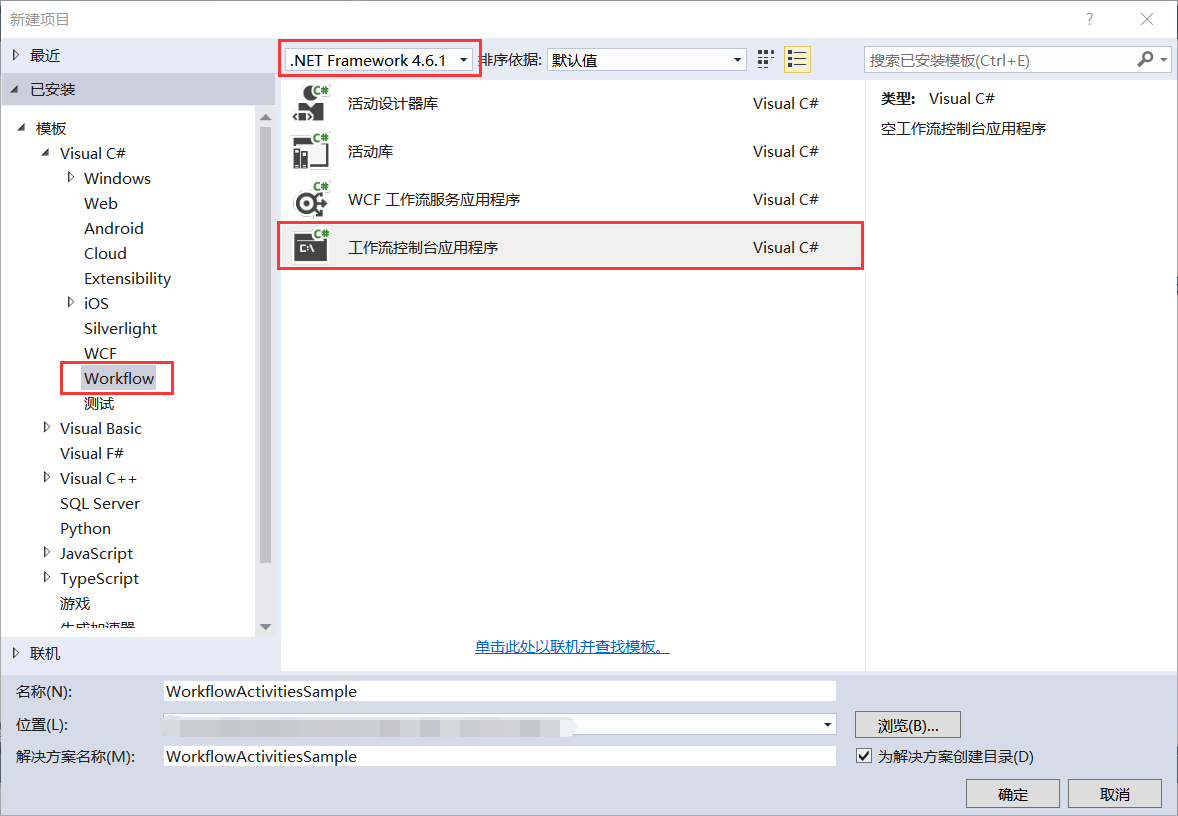 新建项目
?
最近
.NET Framework 4.6.1
排序依据:
默认值
搜索已安装模板(Ctrl+E)
已安装
模板
Visual C#
Windows
Web
Android
Cloud
Extensibility
iOS
Silverlight
WCF
Workflow
测试
Visual Basic
Visual F#
Visual C++
SQL Server
Python
JavaScript
TypeScript
游戏
生成加速器
联机
C#
活动设计器库 Visual C#
C#
活动库 Visual C#
C#
WCF 工作流服务应用程序 Visual C#
C#
C:\
工作流控制台应用程序 Visual C#
单击此处以联机并查找模板。
类型: Visual C#
空工作流控制台应用程序
名称(N): WorkflowActivitiesSample
位置(L):
浏览(B)...
解决方案名称(M): WorkflowActivitiesSample
为解决方案创建目录(D)
确定
取消